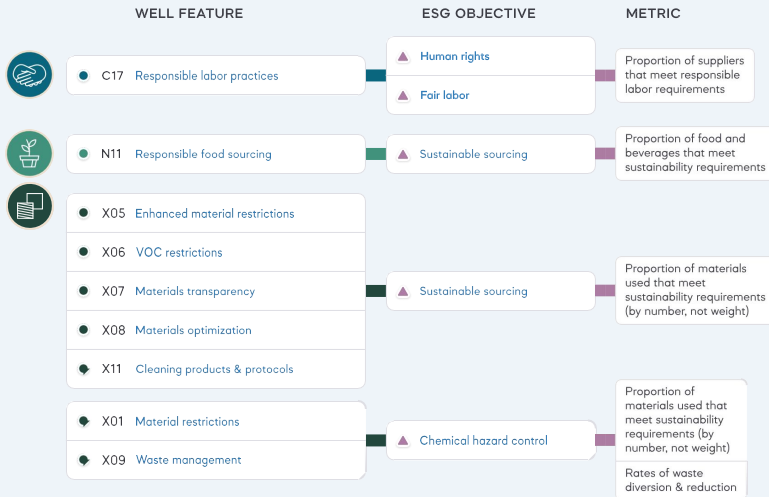 WELL FEATURE
ESG OBJECTIVE
METRIC
C17 Responsible labor practices
Human rights
Fair labor
Proportion of suppliers
that meet responsible
labor requirements
N11 Responsible food sourcing
Sustainable sourcing
Proportion of food and
beverages that meet
sustainability requirements
X05 Enhanced material restrictions
X06 VOC restrictions
X07 Materials transparency
X08 Materials optimization
X11 Cleaning products & protocols
Sustainable sourcing
Proportion of materials
used that meet
sustainability requirements
(by number, not weight)
X01 Material restrictions
X09 Waste management
Chemical hazard control
Proportion of
materials used that
meet sustainability
requirements (by
number, not weight)
Rates of waste
diversion & reduction